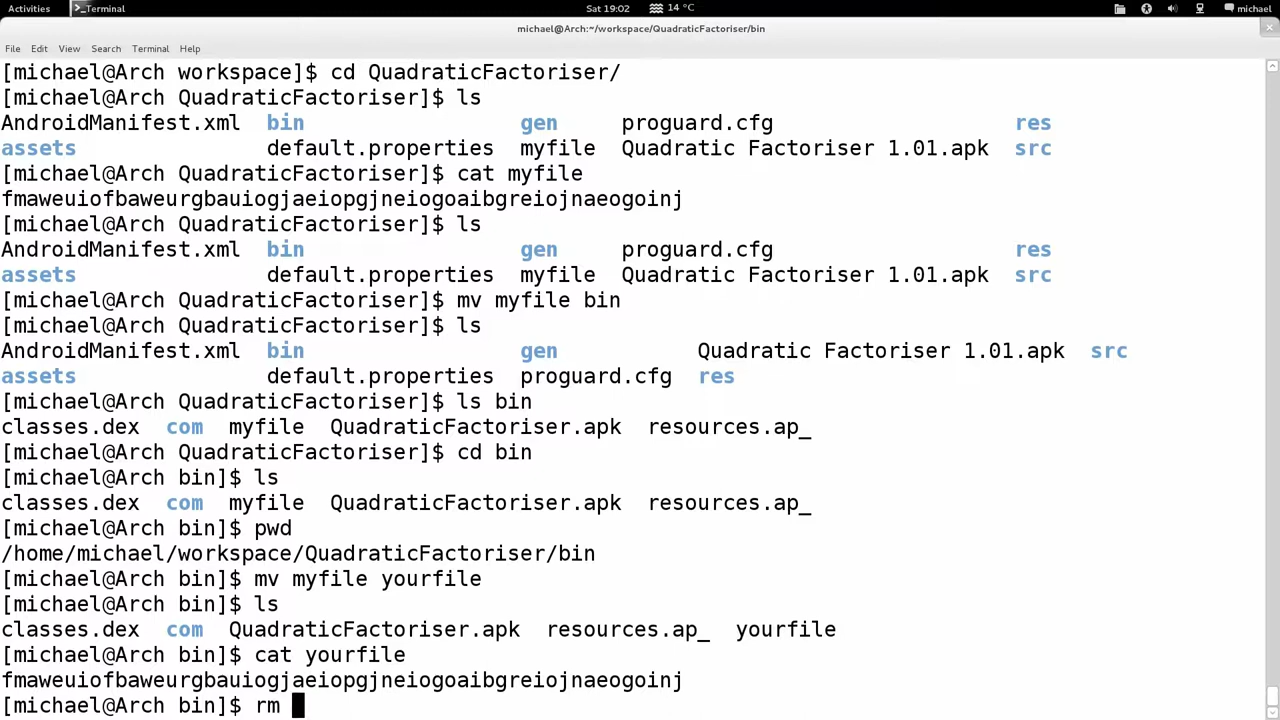 Activities Terminal Sat 19:02 14 °C michael
michael@Arch:~/workspace/QuadraticFactoriser/bin
File Edit View Search Terminal Help
[michael@Arch workspace]$ cd QuadraticFactoriser/
[michael@Arch QuadraticFactoriser]$ ls
AndroidManifest.xml bin gen proguard.cfg res
assets default.properties myfile Quadratic Factoriser 1.01.apk src
[michael@Arch QuadraticFactoriser]$ cat myfile
fmaweuiofbaweurgbauiogjaeiopgjneiogoaibgreiojnaeogoinj
[michael@Arch QuadraticFactoriser]$ ls
AndroidManifest.xml bin gen proguard.cfg res
assets default.properties myfile Quadratic Factoriser 1.01.apk src
[michael@Arch QuadraticFactoriser]$ mv myfile bin
[michael@Arch QuadraticFactoriser]$ ls
AndroidManifest.xml bin gen Quadratic Factoriser 1.01.apk src
assets default.properties proguard.cfg res
[michael@Arch QuadraticFactoriser]$ ls bin
classes.dex com myfile QuadraticFactoriser.apk resources.ap_
[michael@Arch QuadraticFactoriser]$ cd bin
[michael@Arch bin]$ ls
classes.dex com myfile QuadraticFactoriser.apk resources.ap_
[michael@Arch bin]$ pwd
/home/michael/workspace/QuadraticFactoriser/bin
[michael@Arch bin]$ mv myfile yourfile
[michael@Arch bin]$ ls
classes.dex com QuadraticFactoriser.apk resources.ap_ yourfile
[michael@Arch bin]$ cat yourfile
fmaweuiofbaweurgbauiogjaeiopgjneiogoaibgreiojnaeogoinj
[michael@Arch bin]$ rm